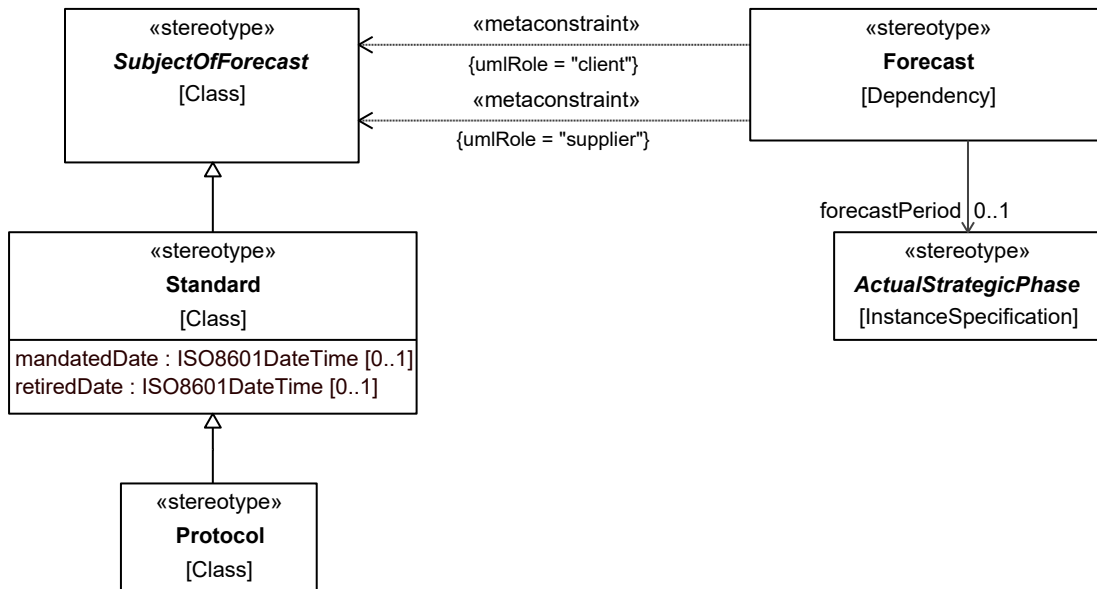 «stereotype»
SubjectOfForecast
[Class]
«metaconstraint»
{umlRole = "client"}
«metaconstraint»
{umlRole = "supplier"}
«stereotype»
Forecast
[Dependency]
forecastPeriod 0..1
«stereotype»
Standard
[Class]
mandatedDate : ISO8601DateTime [0..1]
retiredDate : ISO8601DateTime [0..1]
«stereotype»
ActualStrategicPhase
[InstanceSpecification]
«stereotype»
Protocol
[Class]